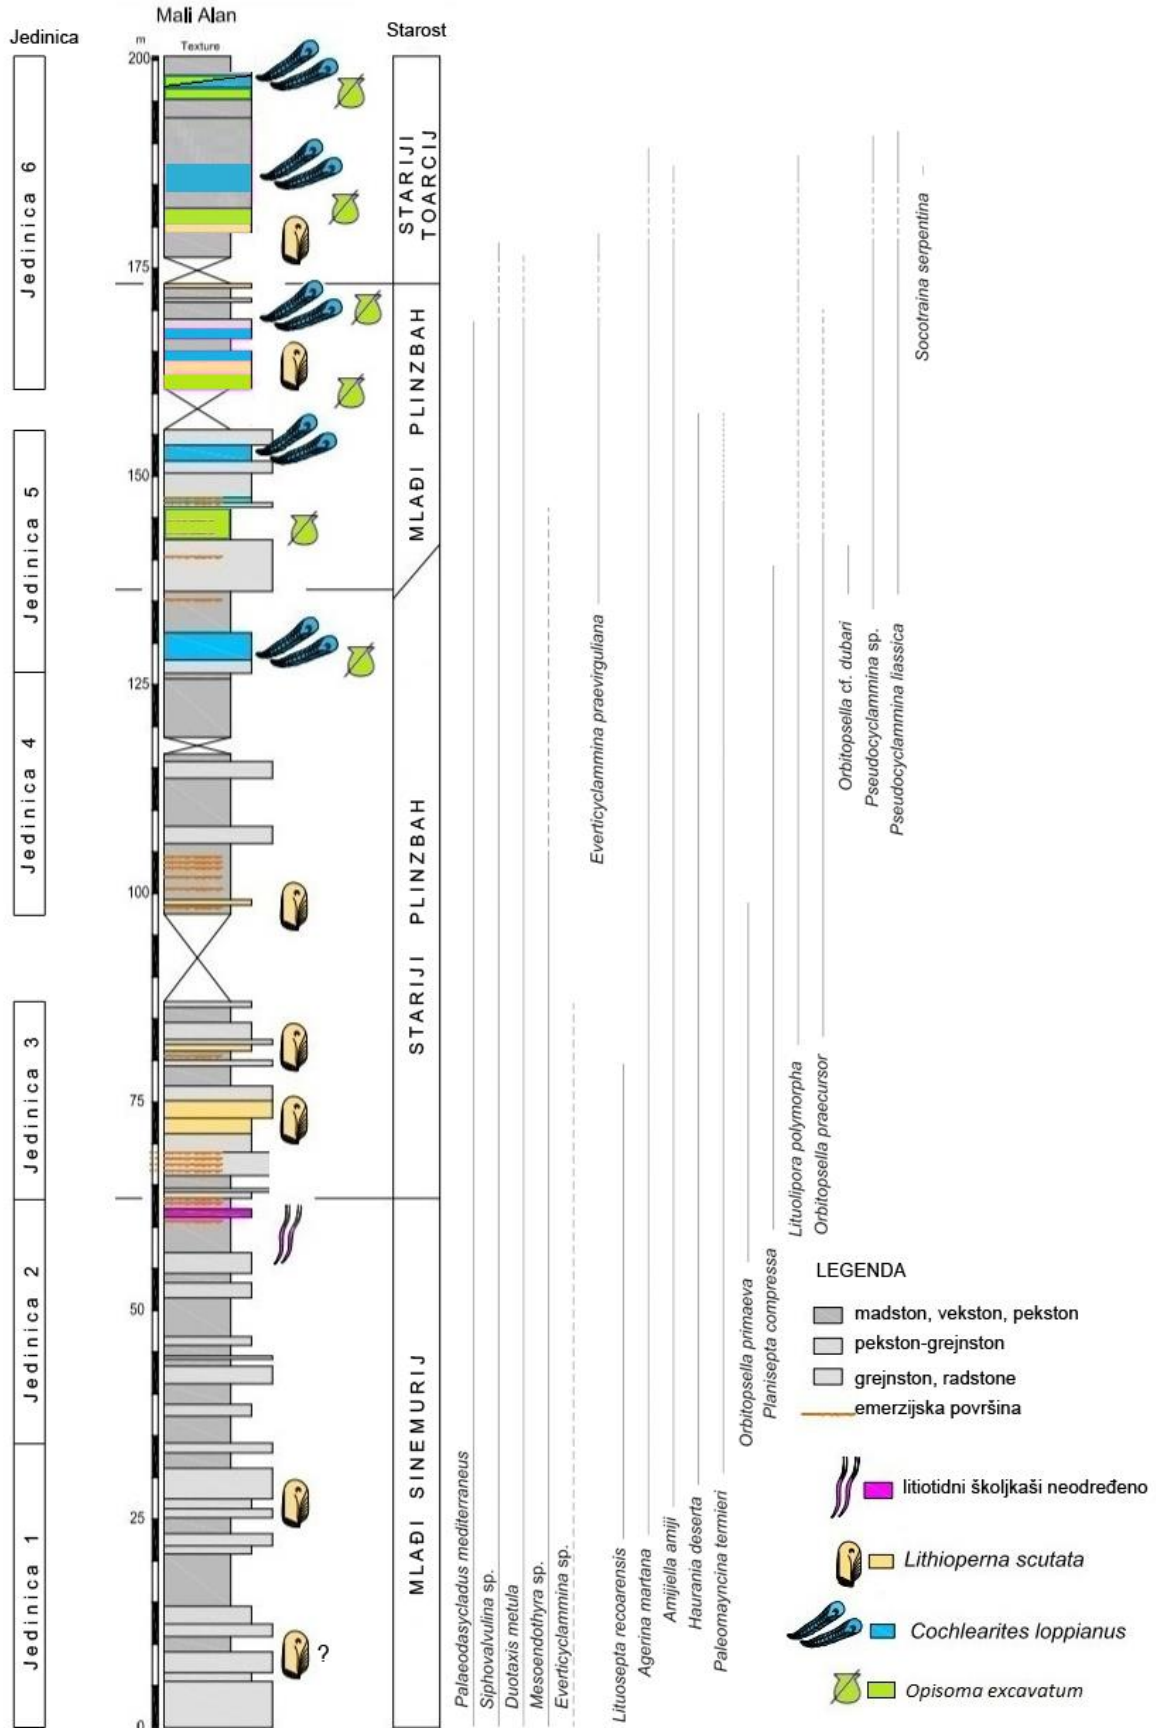 Mali Alan
Jedinica
m
Texture
Starost
200
175
150
125
100
75
50
25
0
Jedinica 6
Jedinica 5
Jedinica 4
Jedinica 3
Jedinica 2
Jedinica 1
STARIJI
TOARCIJ
MLAĐI PLINZBAH
STARIJI PLINZBAH
MLAĐI SINEMURIJ
?
Palaeodasycladus mediterraneus
Siphovalvulina sp.
Duotaxis metula
Mesoendothyra sp.
Everticyclammina sp.
Everticyclammina praevirguliana
Lituosepta recoarensis
Agerina martana
Amijiella amiji
Haurania deserta
Paleomayncina termieri
Orbitopsella primaeva
Planisepta compressa
Lituolipora polymorpha
Orbitopsella praecursor
Orbitopsella cf. dubari
Pseudocyclammina sp.
Pseudocyclammina liassica
Socotraina serpentina
LEGENDA
madston, vekston, pekston
pekston-grejnston
grejnston, radstone
emerzijska površina
litiotidni školjkaši neodređeno
Lithioperna scutata
Cochlearites loppianus
Opisoma excavatum